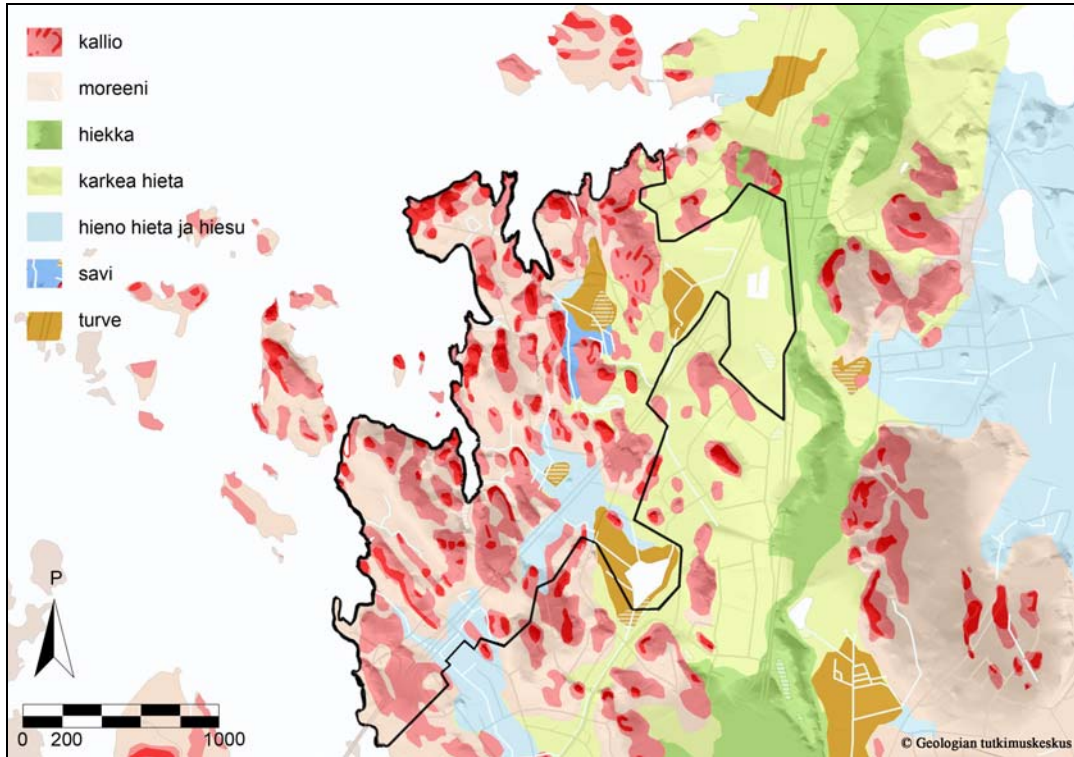 kallio
moreeni
hiekka
karkea hieta
hieno hieta ja hiesu
savi
turve
P
0 200 1000
© Geologian tutkimuskeskus